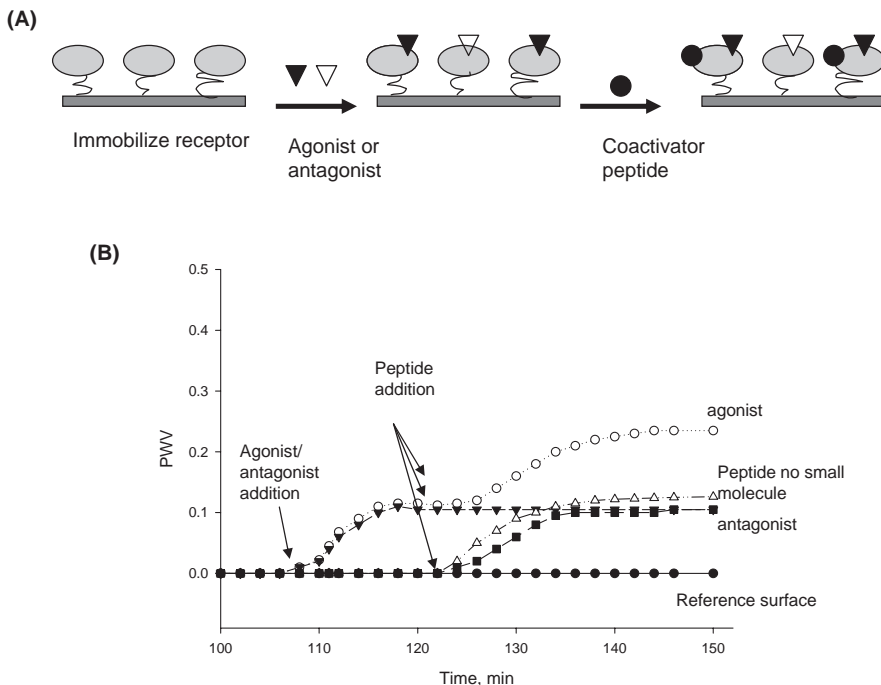 (A)
Immobilize receptor
Agonist or
antagonist
Coactivator
peptide
(B)
0.5
0.4
0.3
0.2
0.1
0.0
PWV
Agonist/
antagonist
addition
Peptide
addition
agonist
Peptide no small
molecule
antagonist
Reference surface
100
110
120
130
140
150
Time, min